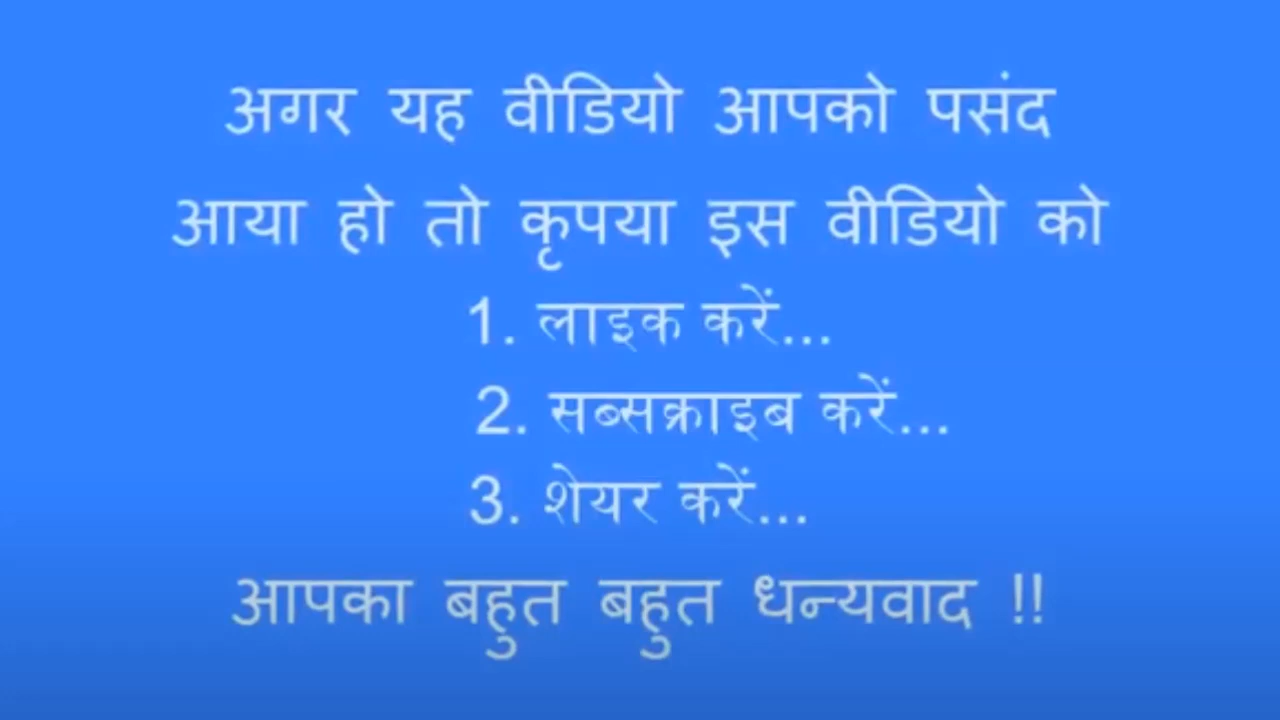 अगर यह वीडियो आपको पसंद
आया हो तो कृपया इस वीडियो को
1. लाइक करें...
2. सब्सक्राइब करें...
3. शेयर करें...
आपका बहुत बहुत धन्यवाद !!